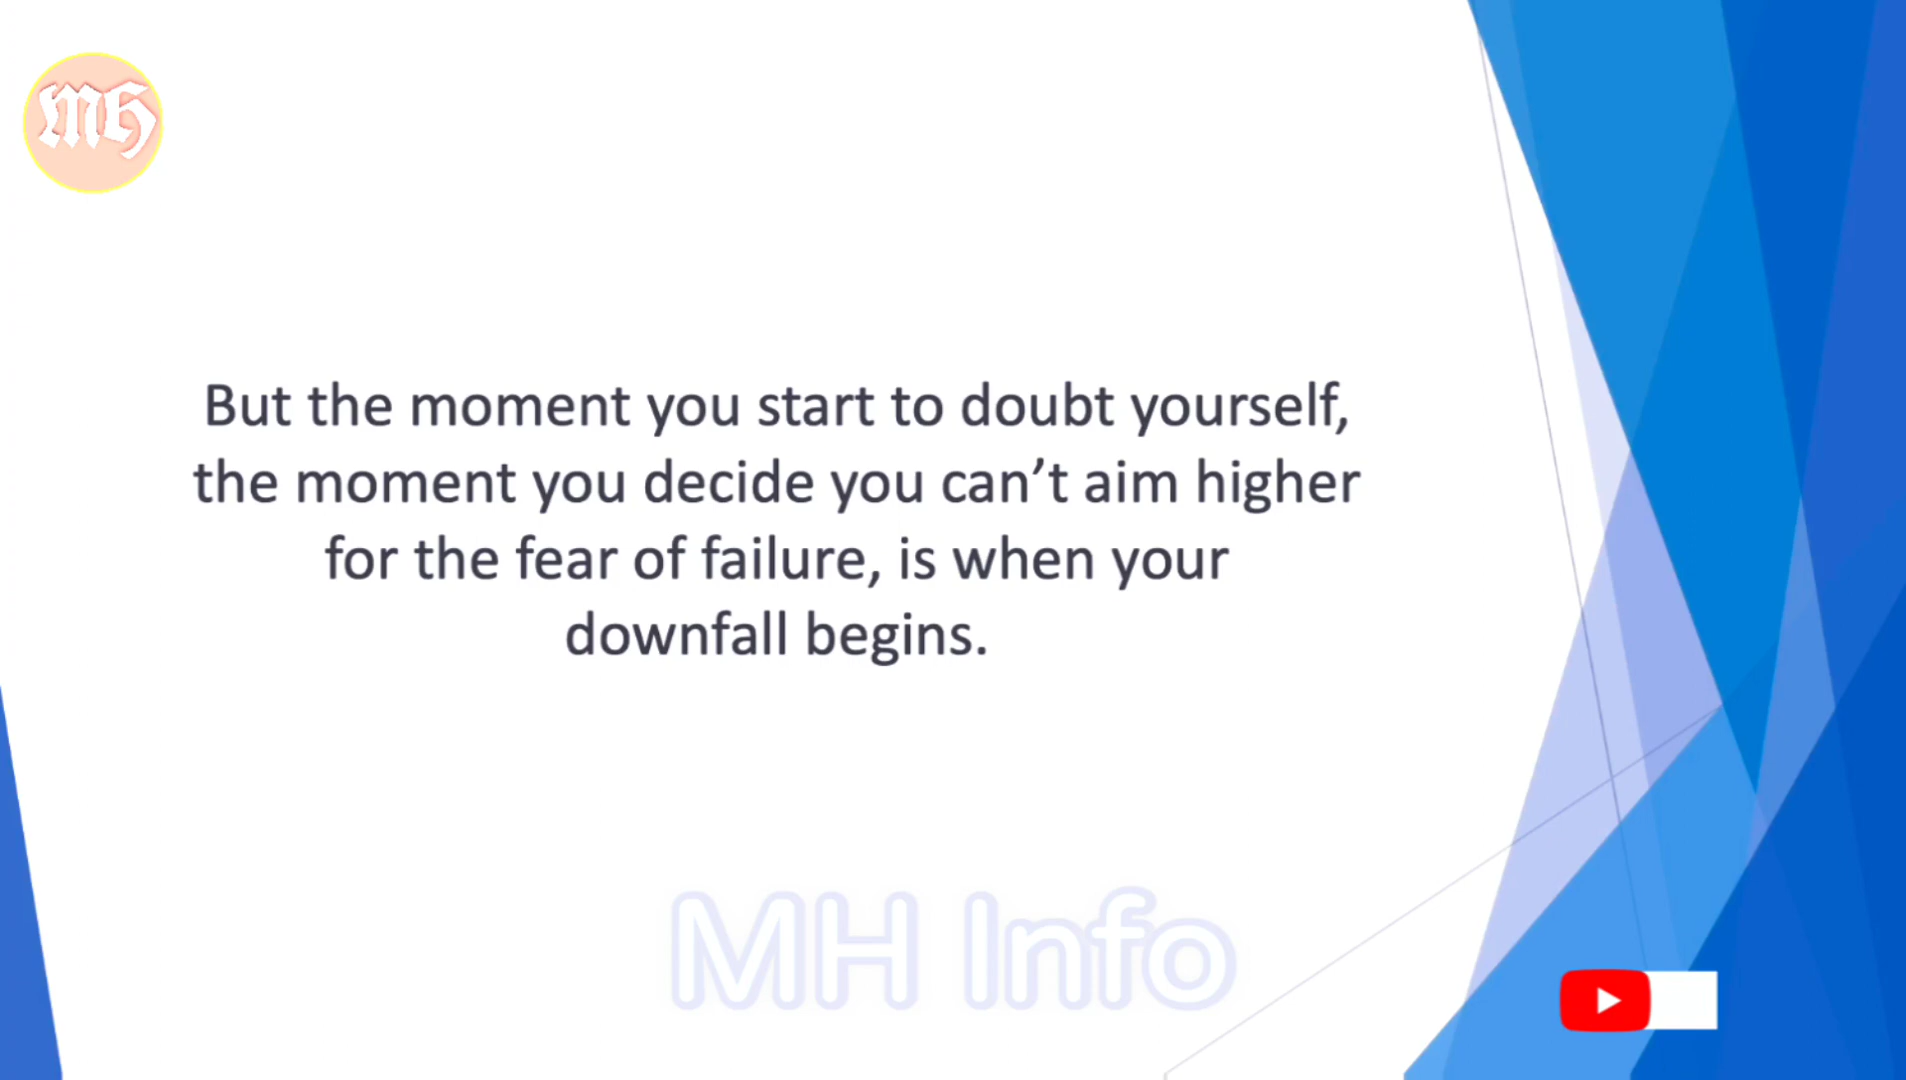 MH
But the moment you start to doubt yourself,
the moment you decide you can’t aim higher
for the fear of failure, is when your
downfall begins.
MH Info